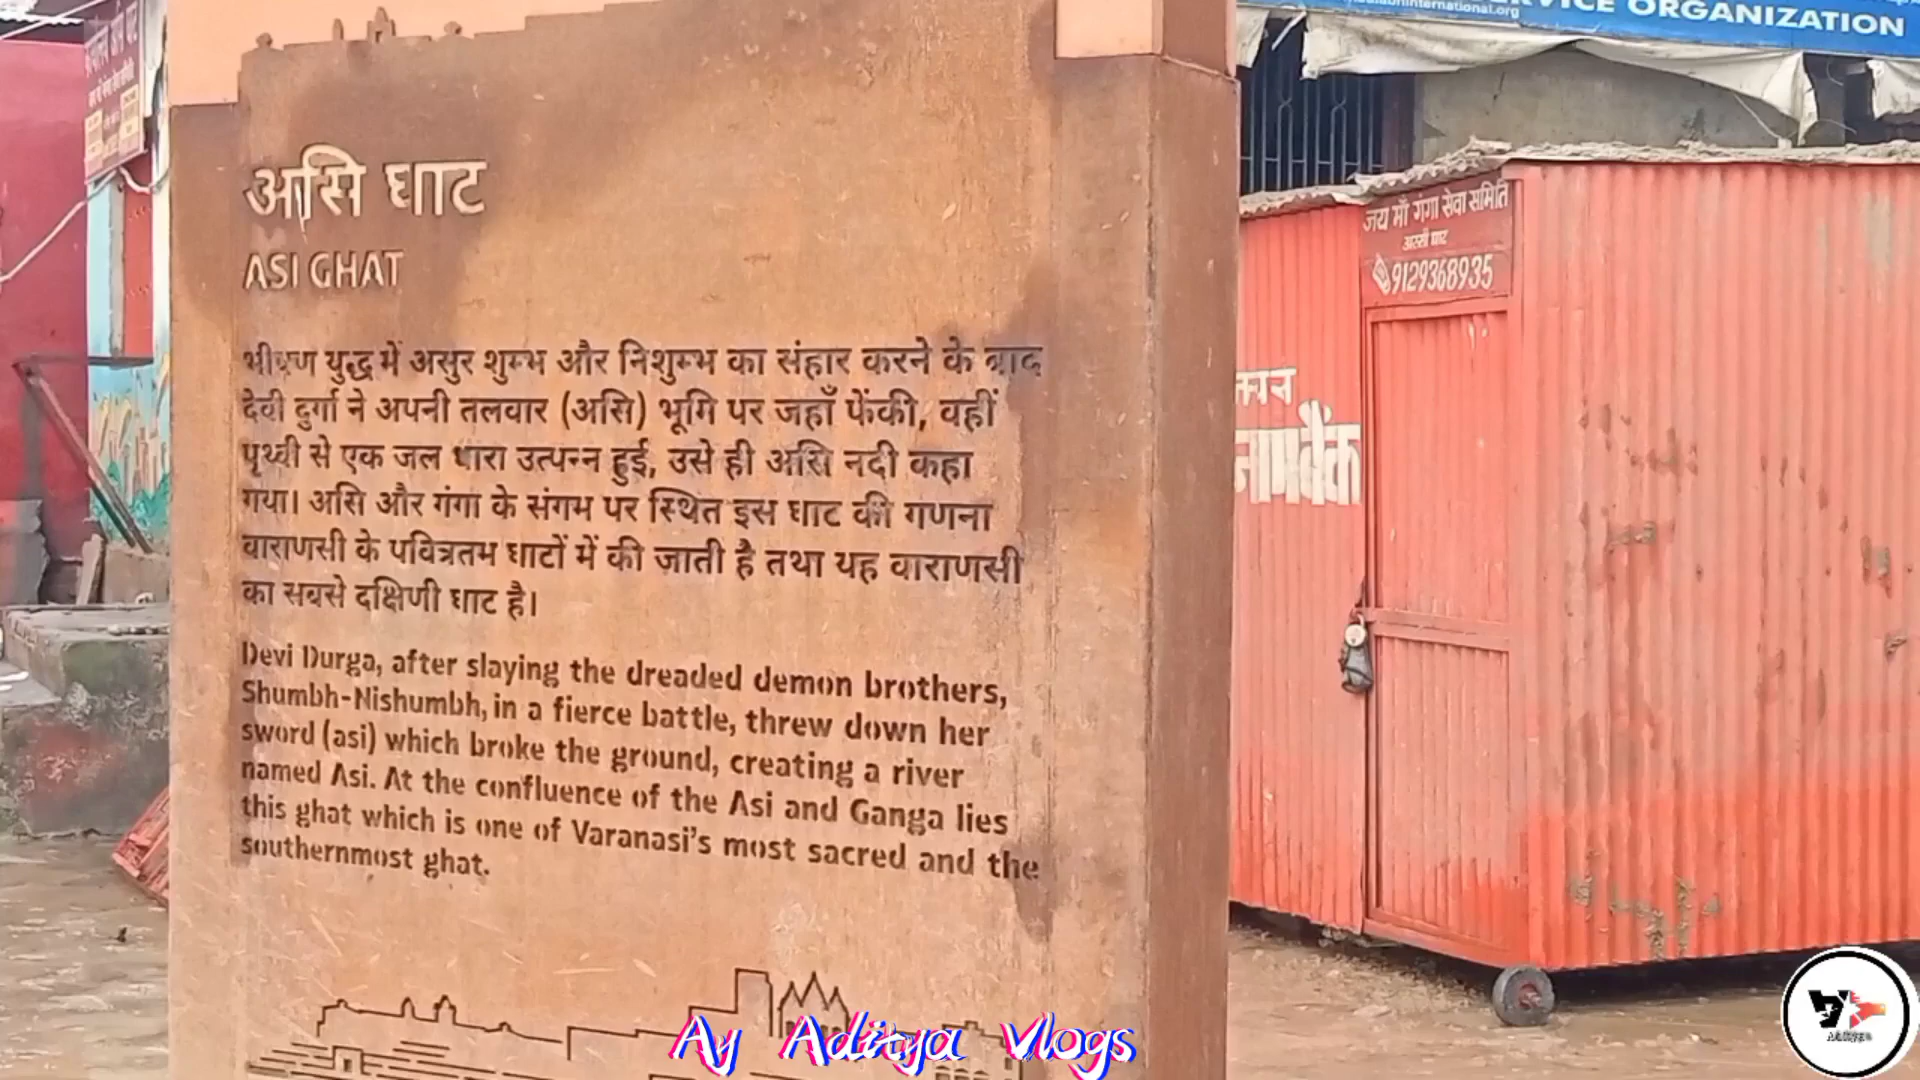 SERVICE ORGANIZATION
असि घाट
ASI GHAT
भीषण युद्ध में असुर शुम्भ और निशुम्भ का संहार करने के बाद
देवी दुर्गा ने अपनी तलवार (असि) भूमि पर जहाँ फेंकी, वहीं
पृथ्वी से एक जल धारा उत्पन्न हुई, उसे ही असि नदी कहा
गया। असि और गंगा के संगम पर स्थित इस घाट की गणना
वाराणसी के पवित्रतम घाटों में की जाती है तथा यह वाराणसी
का सबसे दक्षिणी घाट है।
Devi Durga, after slaying the dreaded demon brothers,
Shumbh-Nishumbh, in a fierce battle, threw down her
sword (asi) which broke the ground, creating a river
named Asi. At the confluence of the Asi and Ganga lies
this ghat which is one of Varanasi's most sacred and the
southernmost ghat.
जय माँ गंगा सेवा समिति
अस्सी घाट
9129368935
Ay Aditya Vlogs